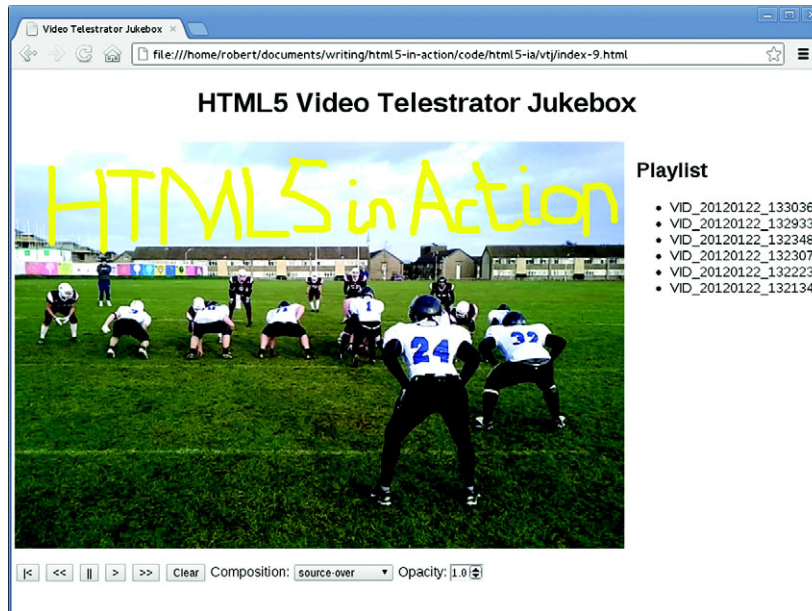 Video Telestrator Jukebox
file:///home/robert/documents/writing/html5-in-action/code/html5-ia/vtj/index-9.html
HTML5 Video Telestrator Jukebox
HTML5 in Action
Playlist
VID_20120122_133036
VID_20120122_132933
VID_20120122_132348
VID_20120122_132307
VID_20120122_132223
VID_20120122_132134
1
24
32
|< << || > >> Clear Composition: source-over Opacity: 1.0